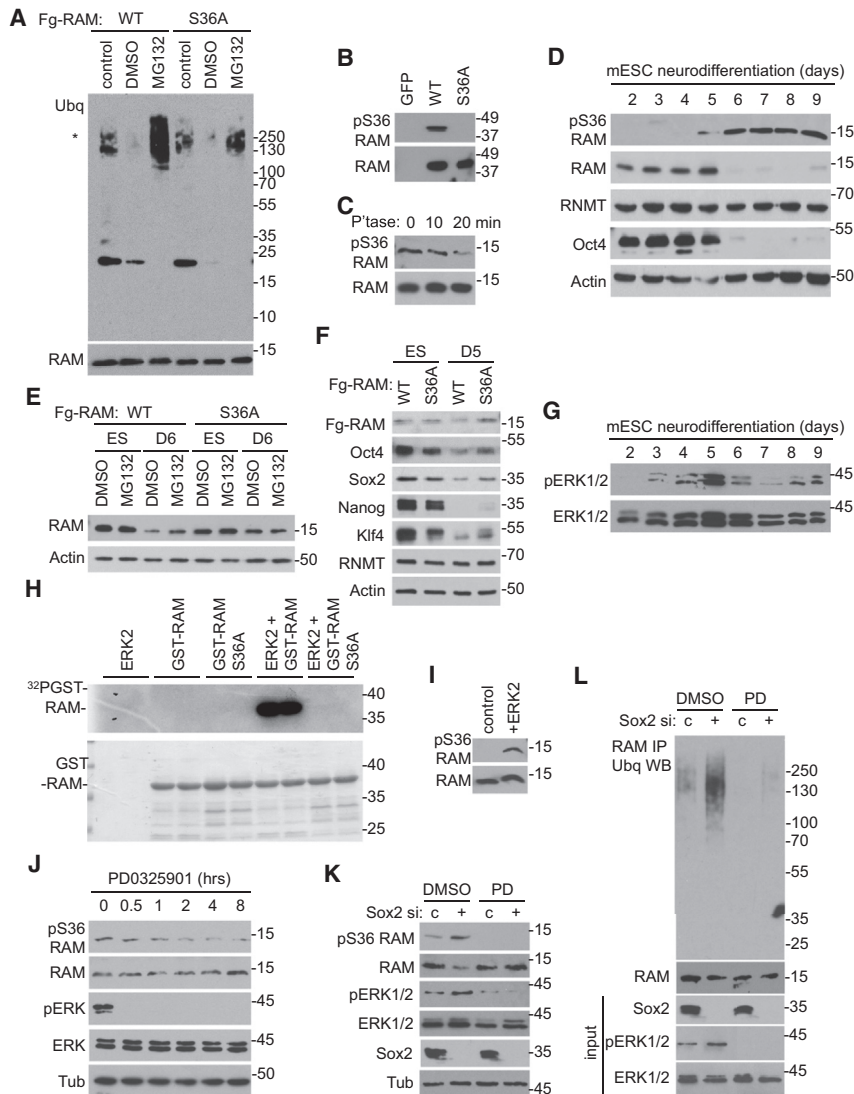 A
Fg-RAM: WT S36A
control DMSO MG132 control DMSO MG132
Ubq
*
-250
-130
-100
-70
-55
-35
-25
-15
-10
RAM -15
B
GFP WT S36A
pS36 RAM -49 -37
RAM -49 -37
C
P'tase: 0 10 20 min
pS36 RAM -15
RAM -15
D
mESC neurodifferentiation (days)
2 3 4 5 6 7 8 9
pS36 RAM -15
RAM -15
RNMT -70
Oct4 -55
Actin -50
E
Fg-RAM: WT S36A
ES D6 ES D6
DMSO MG132 DMSO MG132 DMSO MG132 DMSO MG132
RAM -15
Actin -50
F
ES D5
Fg-RAM: WT S36A WT S36A
Fg-RAM -15
Oct4 -55
Sox2 -35
Nanog -35
Klf4 -55
RNMT -70
Actin -50
G
mESC neurodifferentiation (days)
2 3 4 5 6 7 8 9
pERK1/2 -45
ERK1/2 -45
H
ERK2 GST-RAM GST-RAM S36A ERK2 + GST-RAM ERK2 + GST-RAM S36A
32PGST- RAM- -40 -35
GST -RAM- -40 -35 -25
I
control +ERK2
pS36 RAM -15
RAM -15
J
PD0325901 (hrs)
0 0.5 1 2 4 8
pS36 RAM -15
RAM -15
pERK -45
ERK -45
Tub -50
K
DMSO PD
Sox2 si: c + c +
pS36 RAM -15
RAM -15
pERK1/2 -45
ERK1/2 -45
Sox2 -35
Tub -45
L
DMSO PD
Sox2 si: c + c +
RAM IP
Ubq WB
-250
-130
-100
-70
-55
-35
-25
RAM -15
input
Sox2 -35
pERK1/2 -45
ERK1/2 -45